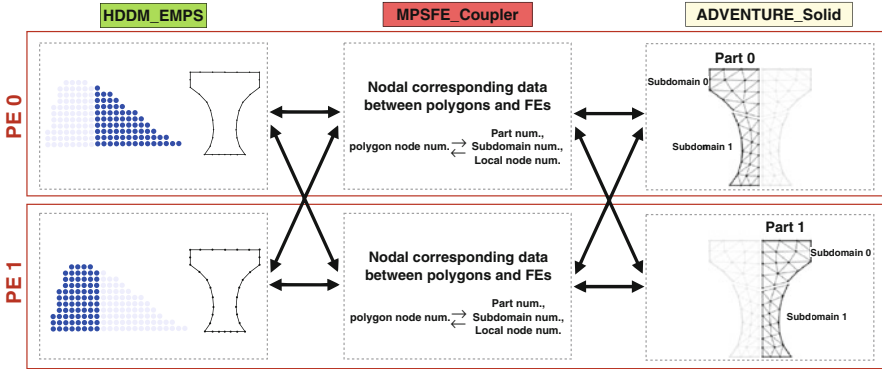 HDDM_EMPS
MPSFE_Coupler
ADVENTURE_Solid
PE 0
Nodal corresponding data
between polygons and FEs
polygon node num.
Part num.,
Subdomain num.,
Local node num.
Part 0
Subdomain 0
Subdomain 1
PE 1
Nodal corresponding data
between polygons and FEs
polygon node num.
Part num.,
Subdomain num.,
Local node num.
Part 1
Subdomain 0
Subdomain 1